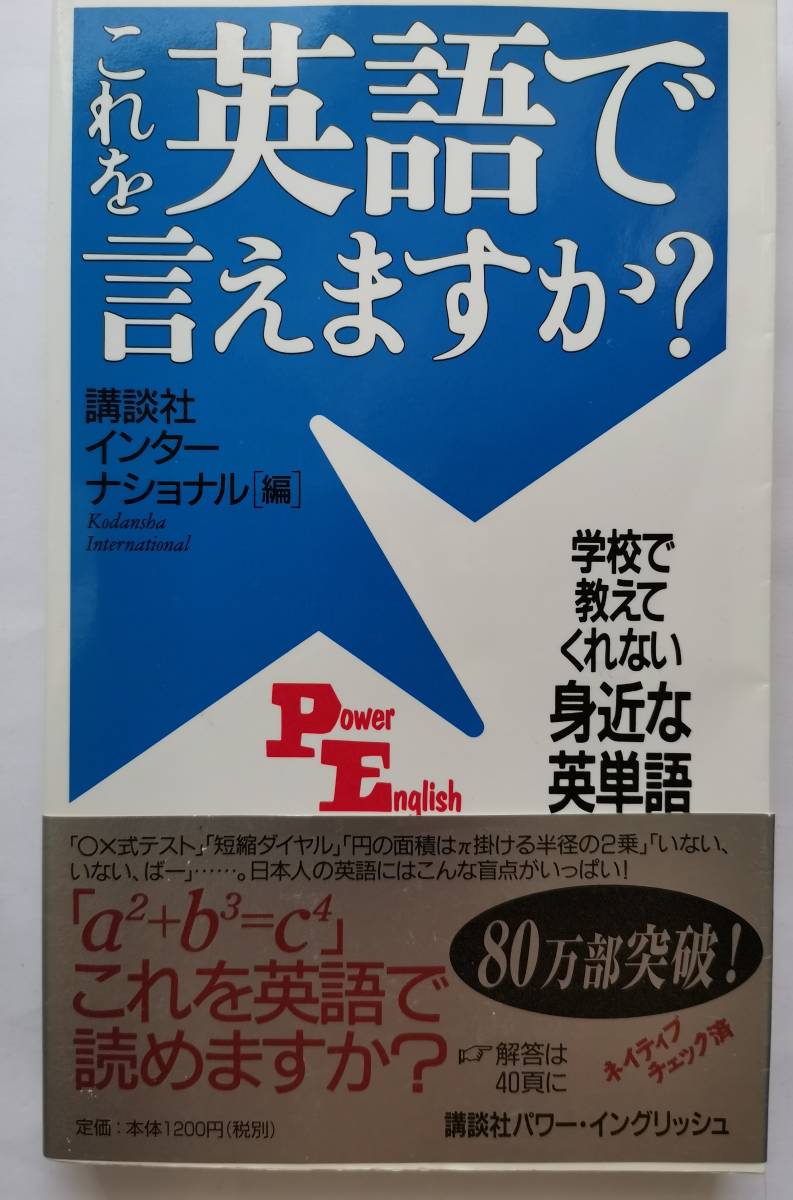 これを
英語で
言えますか?
講談社
インター
ナショナル[編]
Kodansha
International
学校で
教えて
くれない
身近な
英単語
Power
English
「○×式テスト」「短縮ダイヤル」「円の面積はπ掛ける半径の2乗」「いない、
いない、ばー」……。日本人の英語にはこんな盲点がいっぱい!
「a²+b³=c⁴」
これを英語で
読めますか?
80万部突破!
☞解答は
40頁に
ネイティブ
チェック済
定価:本体1200円(税別)
講談社パワー・イングリッシュ